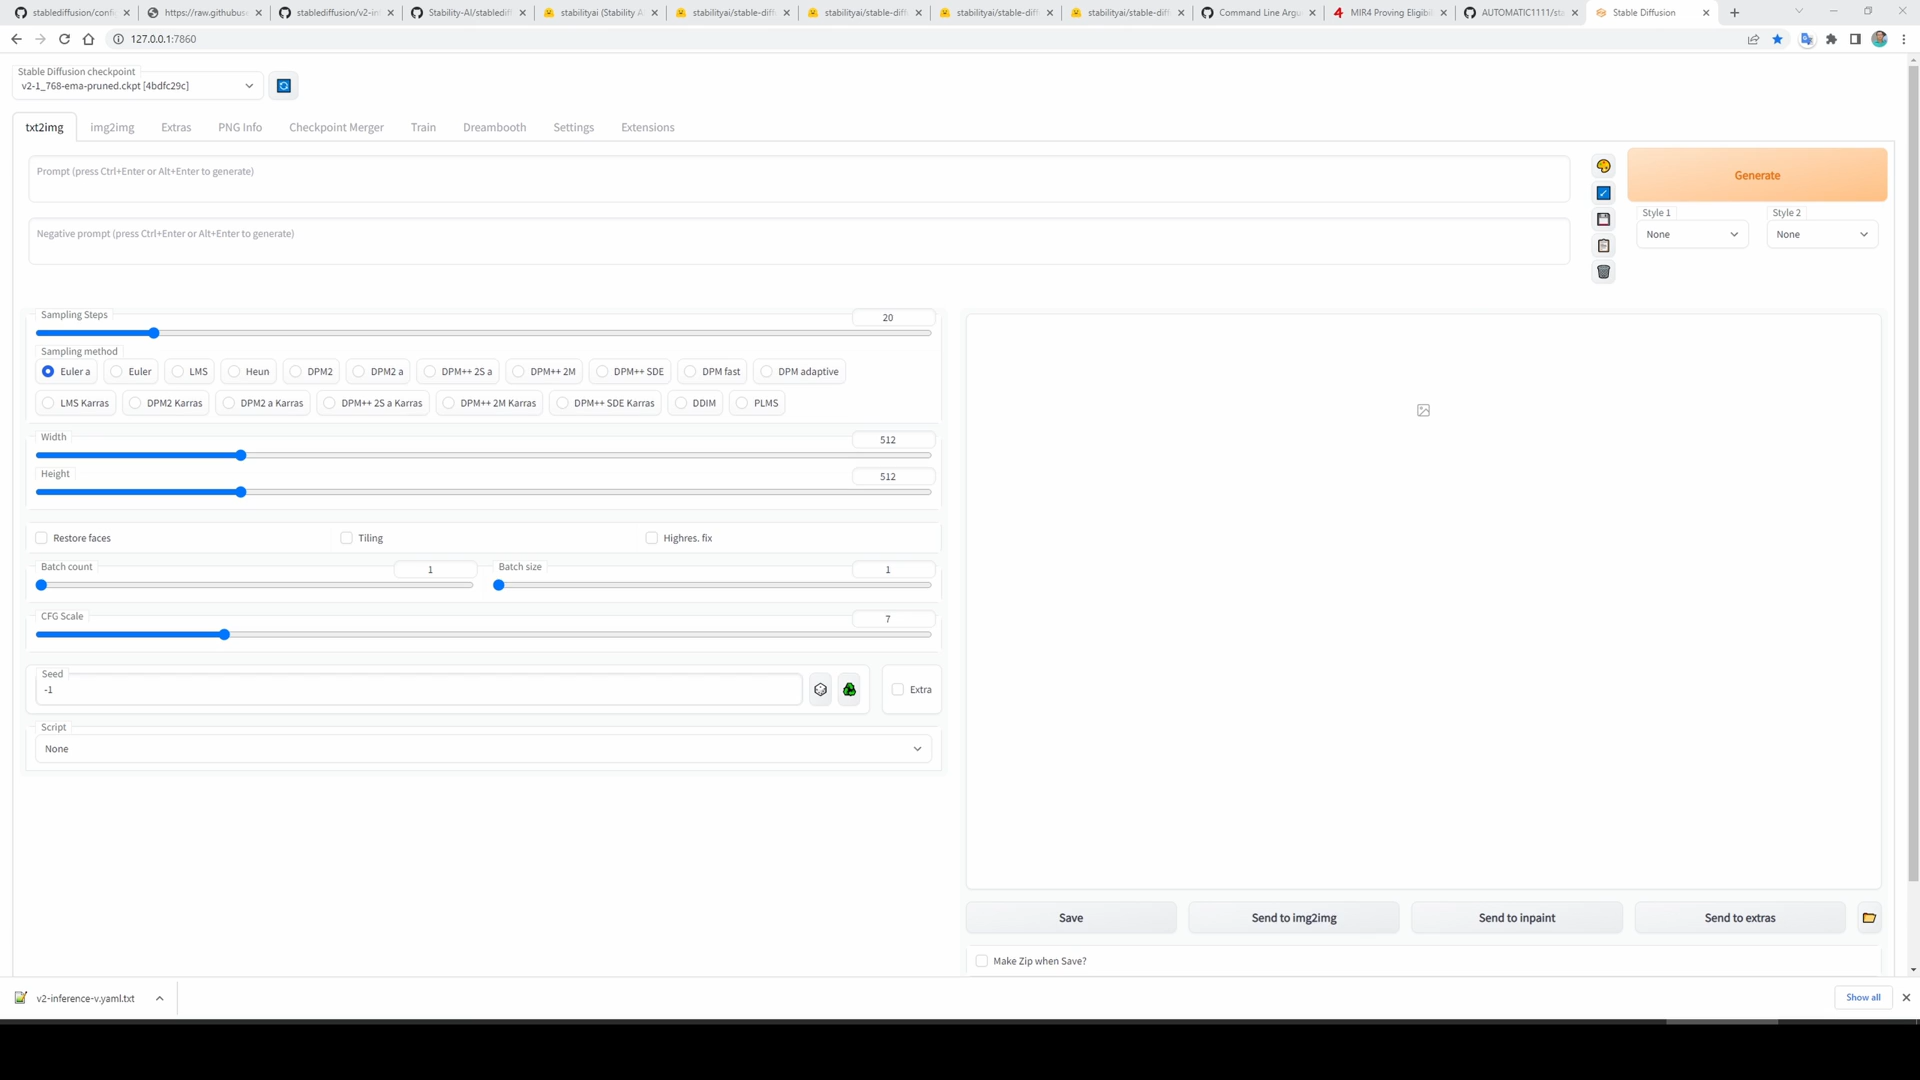 stablediffusion/config
https://raw.githubuse
stablediffusion/v2-inf
Stability-AI/stabledif
stabilityai (Stability A
stabilityai/stable-diff
stabilityai/stable-diff
stabilityai/stable-diff
stabilityai/stable-diff
Command Line Argu
MIR4 Proving Eligibi
AUTOMATIC1111/sta
Stable Diffusion
127.0.0.1:7860
Stable Diffusion checkpoint
v2-1_768-ema-pruned.ckpt [4bdfc29c]
txt2img
img2img
Extras
PNG Info
Checkpoint Merger
Train
Dreambooth
Settings
Extensions
Prompt (press Ctrl+Enter or Alt+Enter to generate)
Negative prompt (press Ctrl+Enter or Alt+Enter to generate)
Generate
Style 1
None
Style 2
None
Sampling Steps
20
Sampling method
Euler a
Euler
LMS
Heun
DPM2
DPM2 a
DPM++ 2S a
DPM++ 2M
DPM++ SDE
DPM fast
DPM adaptive
LMS Karras
DPM2 Karras
DPM2 a Karras
DPM++ 2S a Karras
DPM++ 2M Karras
DPM++ SDE Karras
DDIM
PLMS
Width
512
Height
512
Restore faces
Tiling
Highres. fix
Batch count
1
Batch size
1
CFG Scale
7
Seed
-1
Extra
Script
None
Save
Send to img2img
Send to inpaint
Send to extras
Make Zip when Save?
v2-inference-v.yaml.txt
Show all